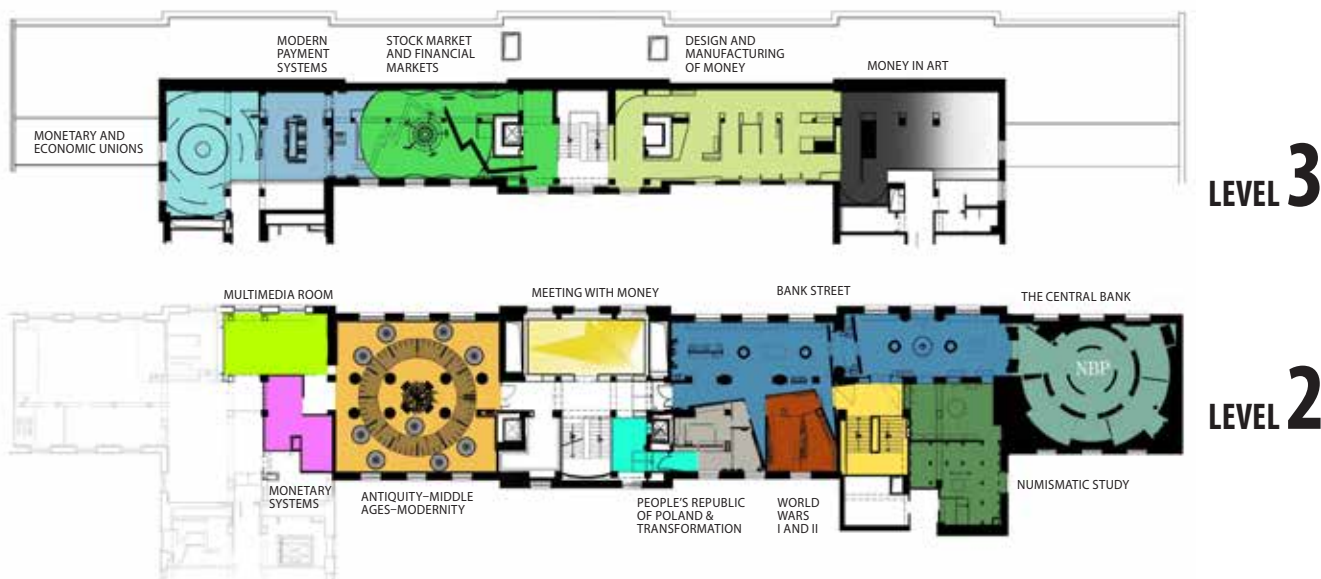 MODERN
PAYMENT
SYSTEMS
STOCK MARKET
AND FINANCIAL
MARKETS
DESIGN AND
MANUFACTURING
OF MONEY
MONEY IN ART
MONETARY AND
ECONOMIC UNIONS
LEVEL 3
MULTIMEDIA ROOM
MEETING WITH MONEY
BANK STREET
THE CENTRAL BANK
NBP
LEVEL 2
MONETARY
SYSTEMS
ANTIQUITY–MIDDLE
AGES–MODERNITY
PEOPLE'S REPUBLIC
OF POLAND &
TRANSFORMATION
WORLD
WARS
I AND II
NUMISMATIC STUDY